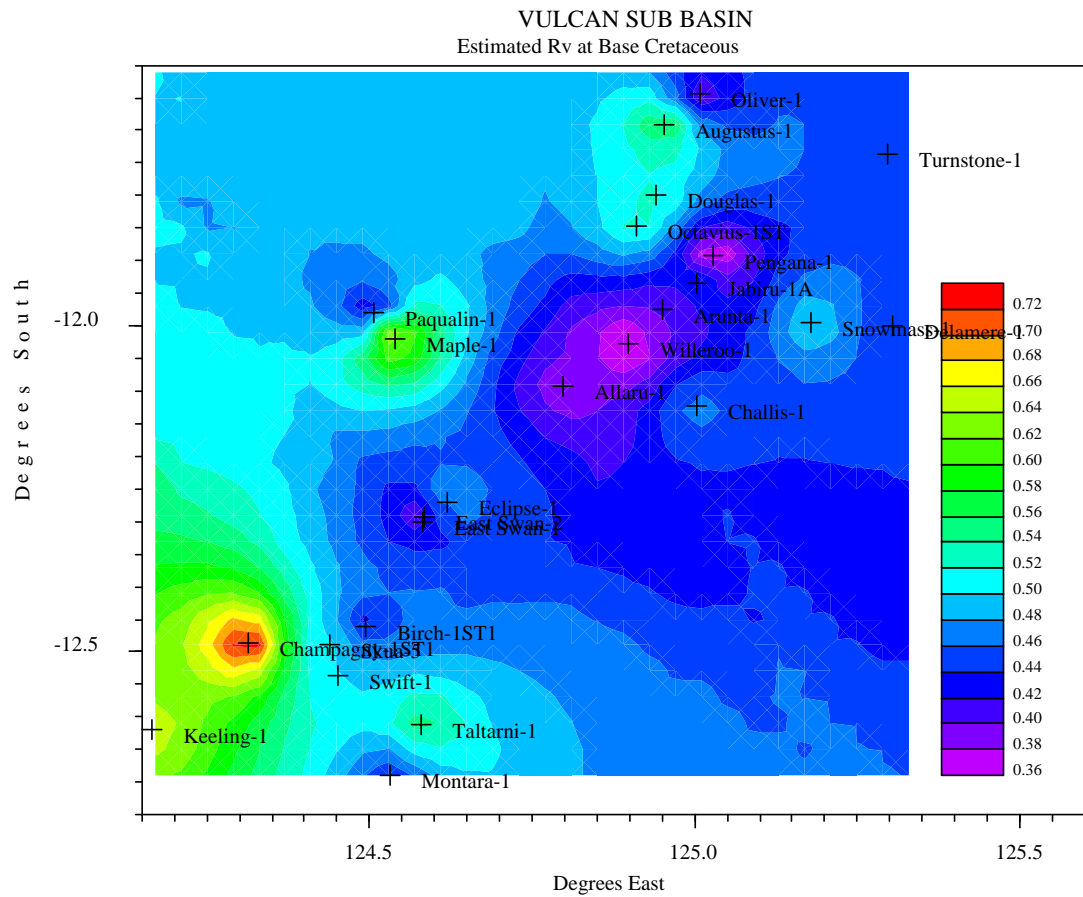 VULCAN SUB BASIN
Estimated Rv at Base Cretaceous
Oliver-1
Augustus-1
Turnstone-1
Douglas-1
Octavius-1ST
Pengana-1
Jabiru-1A
Arunta-1
Paqualin-1
Snowmass-1
Delamere-1
Maple-1
Willeroo-1
Allaru-1
Challis-1
Eclipse-1
East Swan-2
East Swan-1
Birch-1ST1
Champagny-1ST1
Skua-3
Swift-1
Keeling-1
Taltarni-1
Montara-1
Degrees South
-12.0
-12.5
0.72
0.70
0.68
0.66
0.64
0.62
0.60
0.58
0.56
0.54
0.52
0.50
0.48
0.46
0.44
0.42
0.40
0.38
0.36
124.5
125.0
125.5
Degrees East